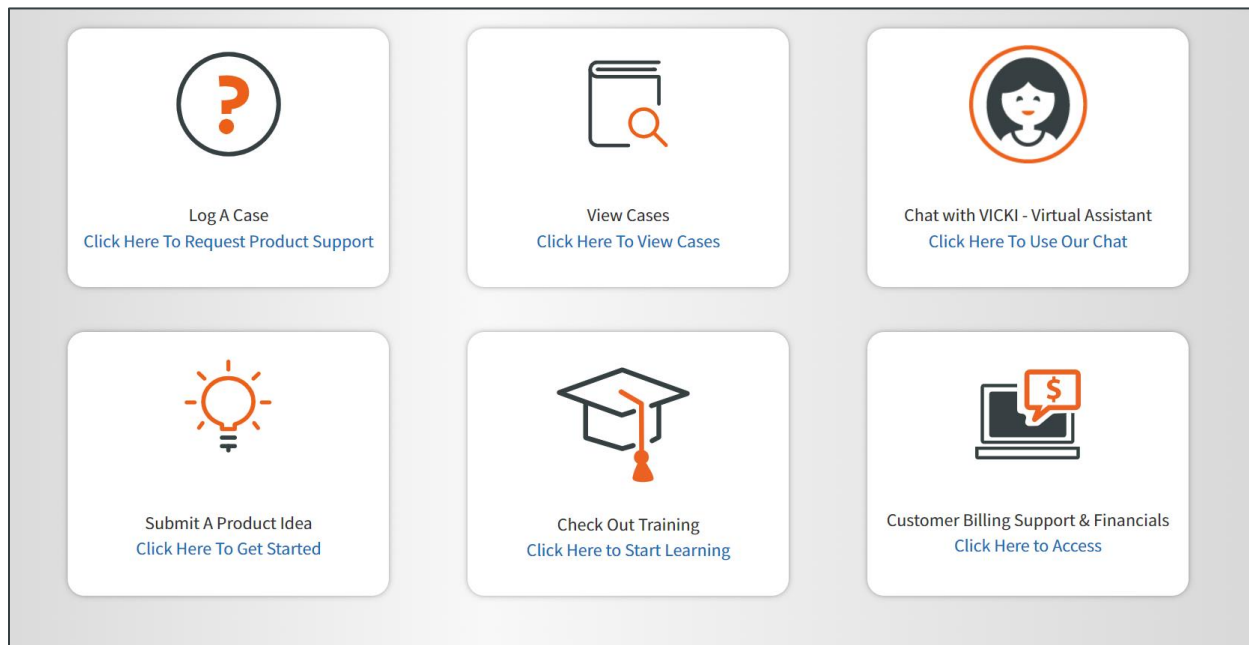 Log A Case
Click Here To Request Product Support
View Cases
Click Here To View Cases
Chat with VICKI - Virtual Assistant
Click Here To Use Our Chat
Submit A Product Idea
Click Here To Get Started
Check Out Training
Click Here to Start Learning
$
Customer Billing Support & Financials
Click Here to Access